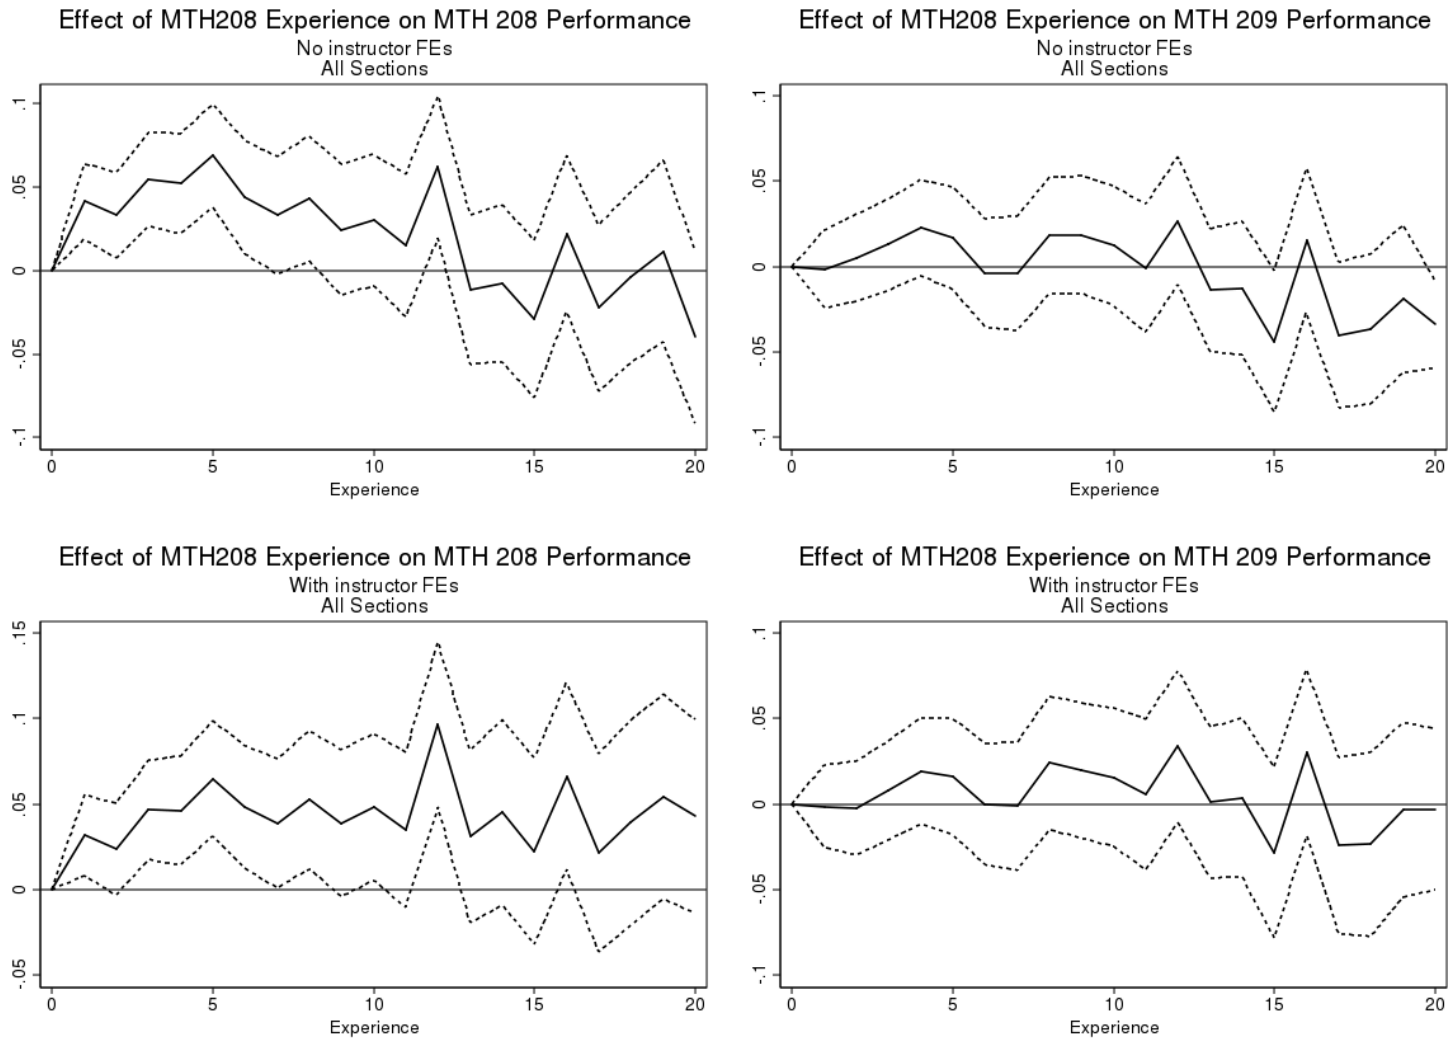 Effect of MTH208 Experience on MTH 208 Performance
No instructor FEs
All Sections
.1
.05
0
-.05
-.1
0 5 10 15 20
Experience
Effect of MTH208 Experience on MTH 209 Performance
No instructor FEs
All Sections
.1
.05
0
-.05
-.1
0 5 10 15 20
Experience
Effect of MTH208 Experience on MTH 208 Performance
With instructor FEs
All Sections
.15
.1
.05
0
-.05
0 5 10 15 20
Experience
Effect of MTH208 Experience on MTH 209 Performance
With instructor FEs
All Sections
.1
.05
0
-.05
-.1
0 5 10 15 20
Experience